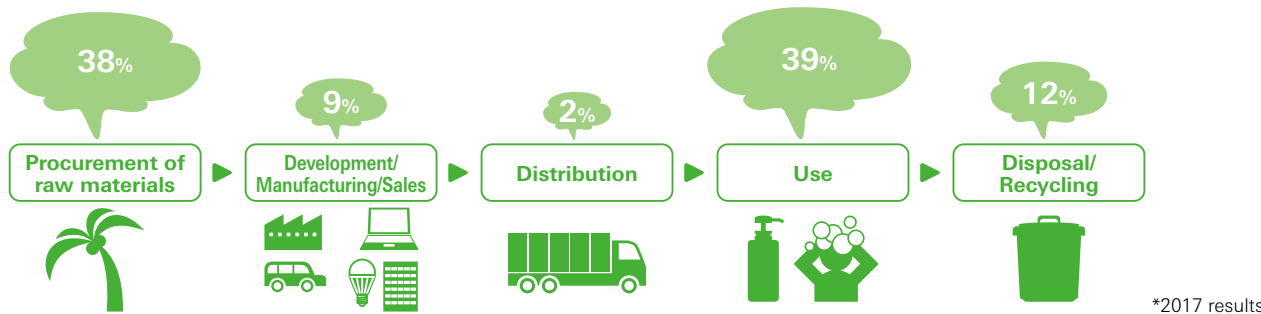 38%
9%
2%
39%
12%
Procurement of
raw materials
Development/
Manufacturing/Sales
Distribution
Use
Disposal/
Recycling
*2017 results